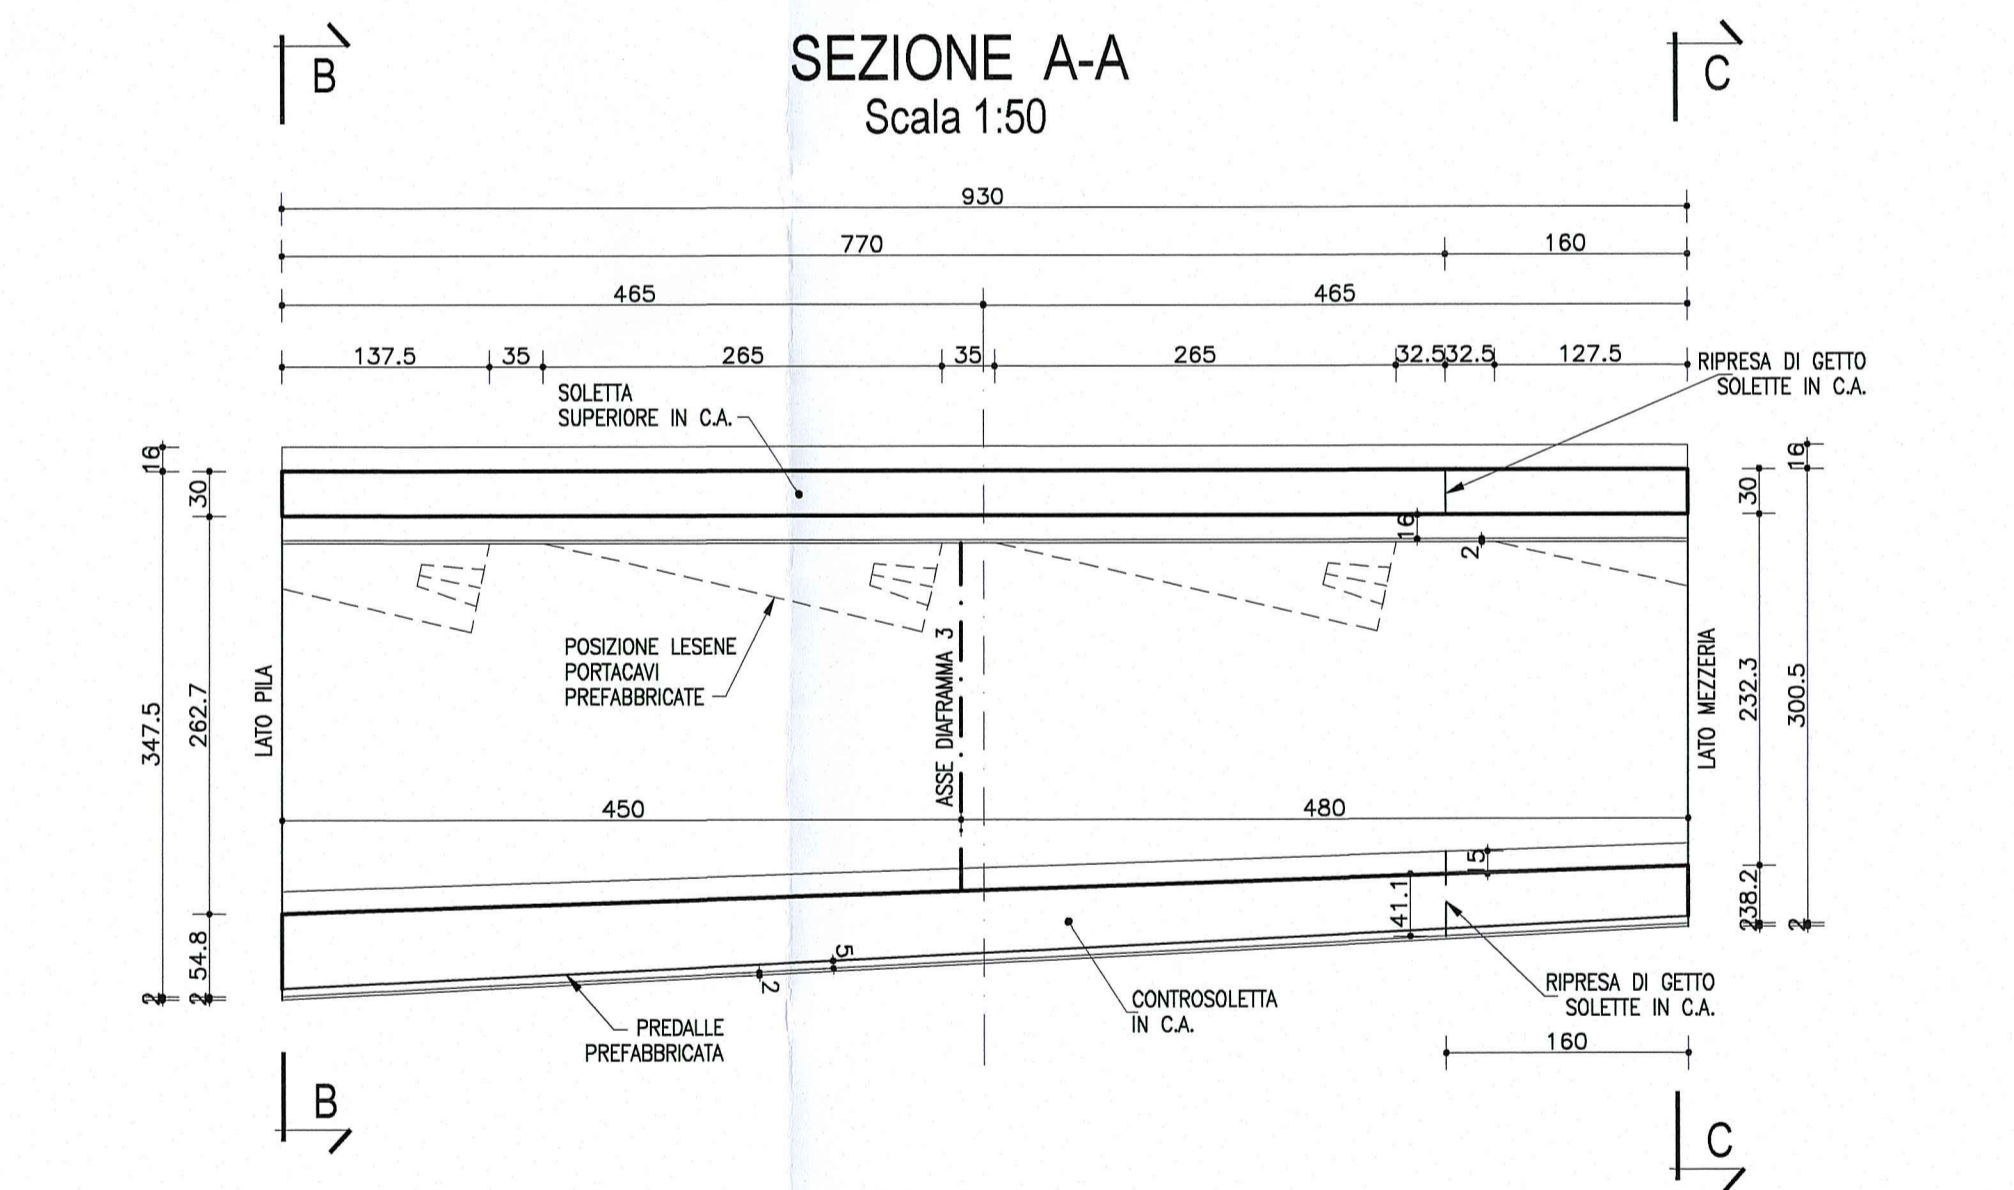 B
SEZIONE A-A
Scala 1:50
C
930
770
160
465
465
137.5
35
265
35
265
32.5
32.5
127.5
RIPRESA DI GETTO
SOLETTE IN C.A.
SOLETTA
SUPERIORE IN C.A.
16
30
16
30
16
2
POSIZIONE LESENE
PORTACAVI
PREFABBRICATE
ASSE DIAFRAMMA 3
LATO PILA
LATO MEZZERIA
347.5
262.7
232.3
300.5
450
480
15
41.1
54.8
2
2
238.2
2
5
2
PREDALLE
PREFABBRICATA
CONTROSOLETTA
IN C.A.
RIPRESA DI GETTO
SOLETTE IN C.A.
160
B
C